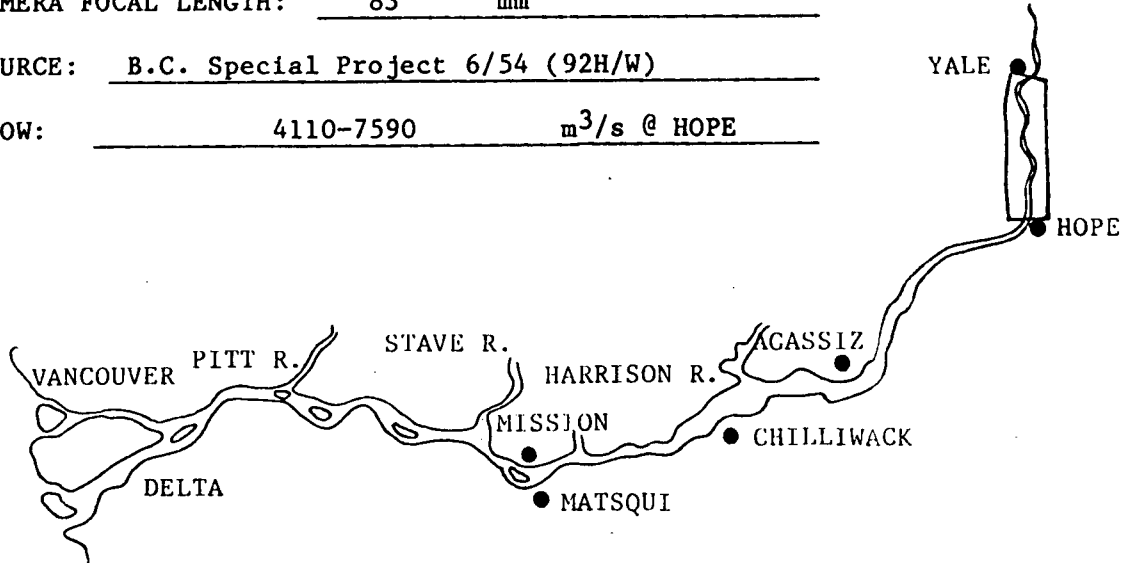 MERA FOCAL LENGTH: 85 mm
URCE: B.C. Special Project 6/54 (92H/W)
OW: 4110-7590 m³/s @ HOPE
YALE
HOPE
AGASSIZ
STAVE R.
PITT R.
HARRISON R.
VANCOUVER
MISSION
CHILLIWACK
DELTA
MATSQUI